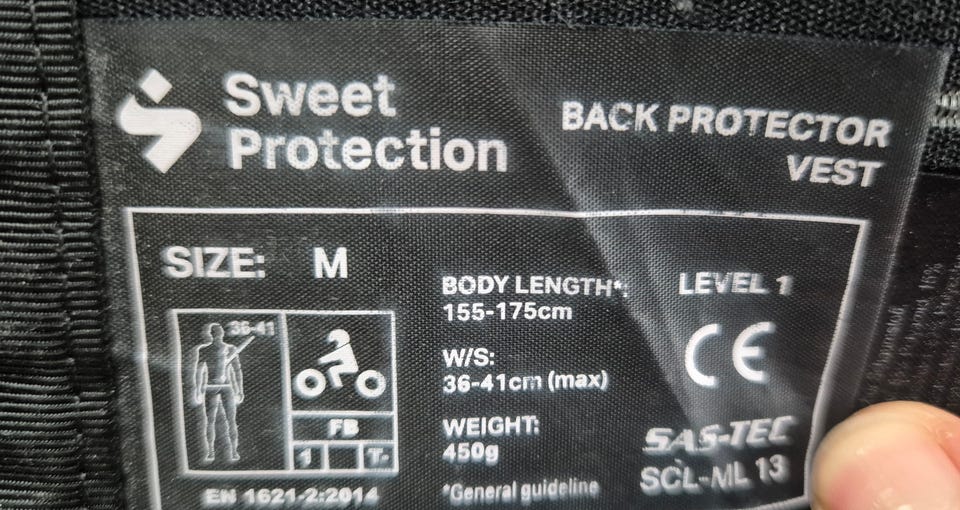 Sweet
Protection
BACK PROTECTOR
VEST
SIZE: M
36-41
FB
1 T-
EN 1621-2:2014
BODY LENGTH*:
155-175cm
W/S:
36-41cm (max)
WEIGHT:
450g
*General guideline
LEVEL 1
CE
SAS-TEC
SCL-ML 13